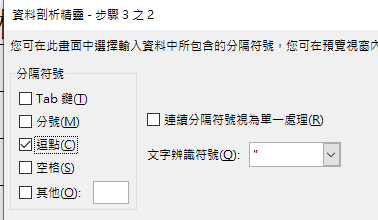 資料剖析精靈 - 步驟 3 之 2
您可在此畫面中選擇輸入資料中所包含的分隔符號，您可在預覽視窗內
分隔符號
Tab 鍵(T)
分號(M)
連續分隔符號視為單一處理(R)
逗點(C)
文字辨識符號(Q): "
空格(S)
其他(O):